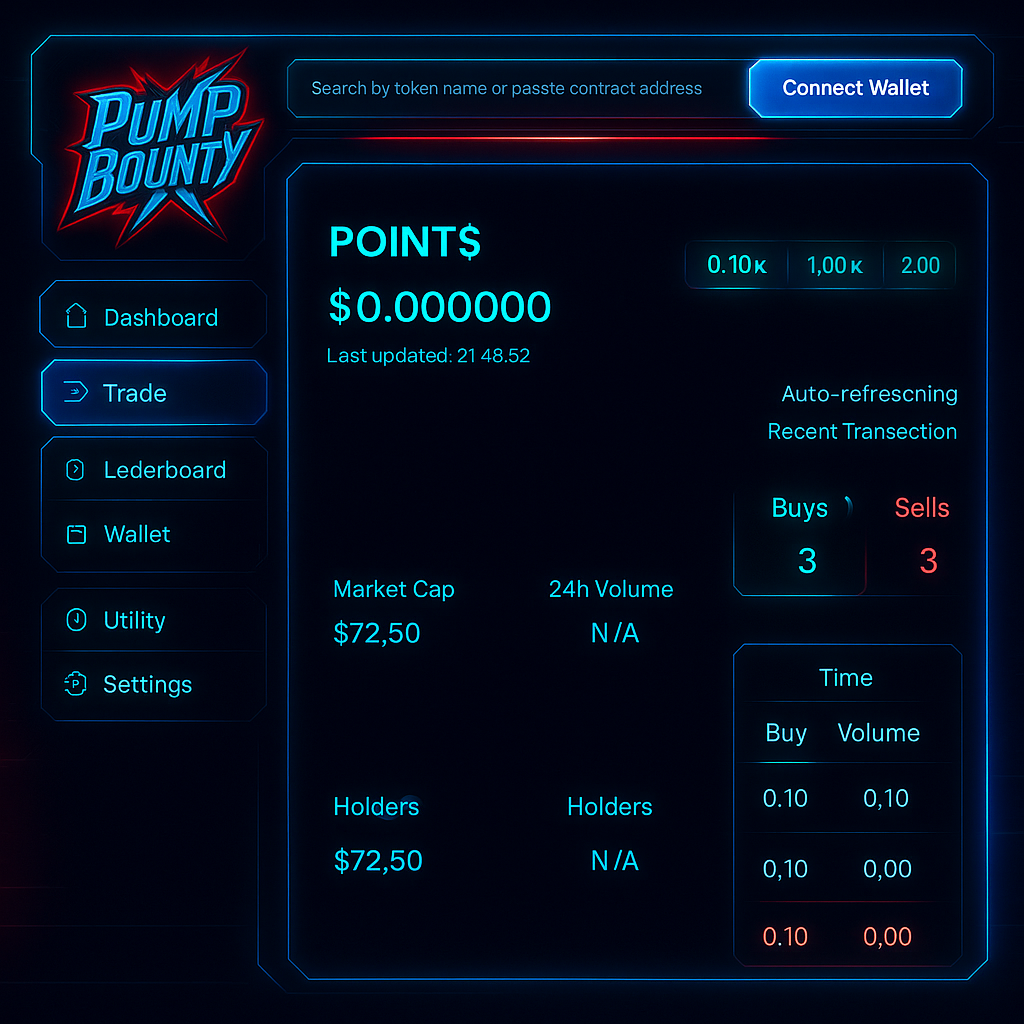 PUMP
BOUNTY
Search by token name or passte contract address
Connect Wallet
Dashboard
Trade
Lederboard
Wallet
Utility
Settings
POINT$
$0.000000
Last updated: 21 48.52
0.10K 1,00K 2.00
Auto-refrescning
Recent Transection
Buys Sells
3 3
Market Cap 24h Volume
$72,50 N/A
Holders Holders
$72,50 N/A
Time
Buy Volume
0.10 0,10
0,10 0,00
0.10 0,00